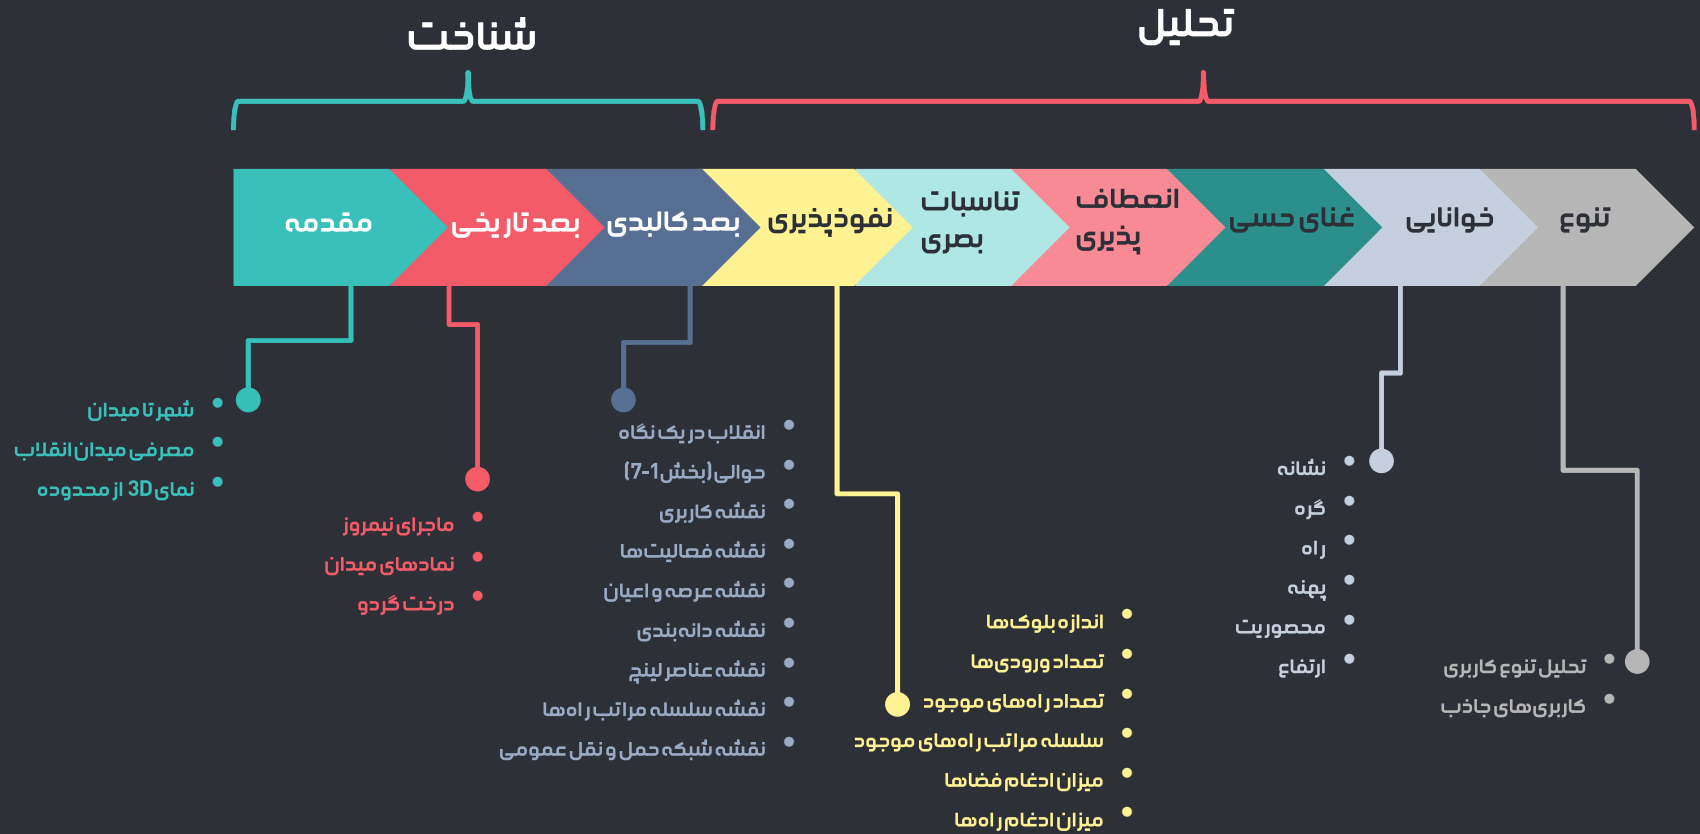 شناخت
تحلیل
مقدمه
بعد تاریخی
بعد کالبدی
نفوذپذیری
تناسبات
بصری
انعطاف
پذیری
غنای حسی
خوانایی
تنوع
شهر تا میدان
معرفی میدان انقلاب
نمای 3D از محدوده
ماجرای نیمروز
نمادهای میدان
درخت گردو
انقلاب در یک نگاه
حوالی (بخش 1-7)
نقشه کاربری
نقشه فعالیت‌ها
نقشه عرصه و اعیان
نقشه دانه‌بندی
نقشه عناصر لینچ
نقشه سلسله مراتب راه‌ها
نقشه شبکه حمل و نقل عمومی
اندازه بلوک‌ها
تعداد ورودی‌ها
تعداد راه‌های موجود
سلسله مراتب راه‌های موجود
میزان ادغام فضاها
میزان ادغام راه‌ها
نشانه
گره
راه
پهنه
محصوریت
ارتفاع
تحلیل تنوع کاربری
کاربری‌های جاذب